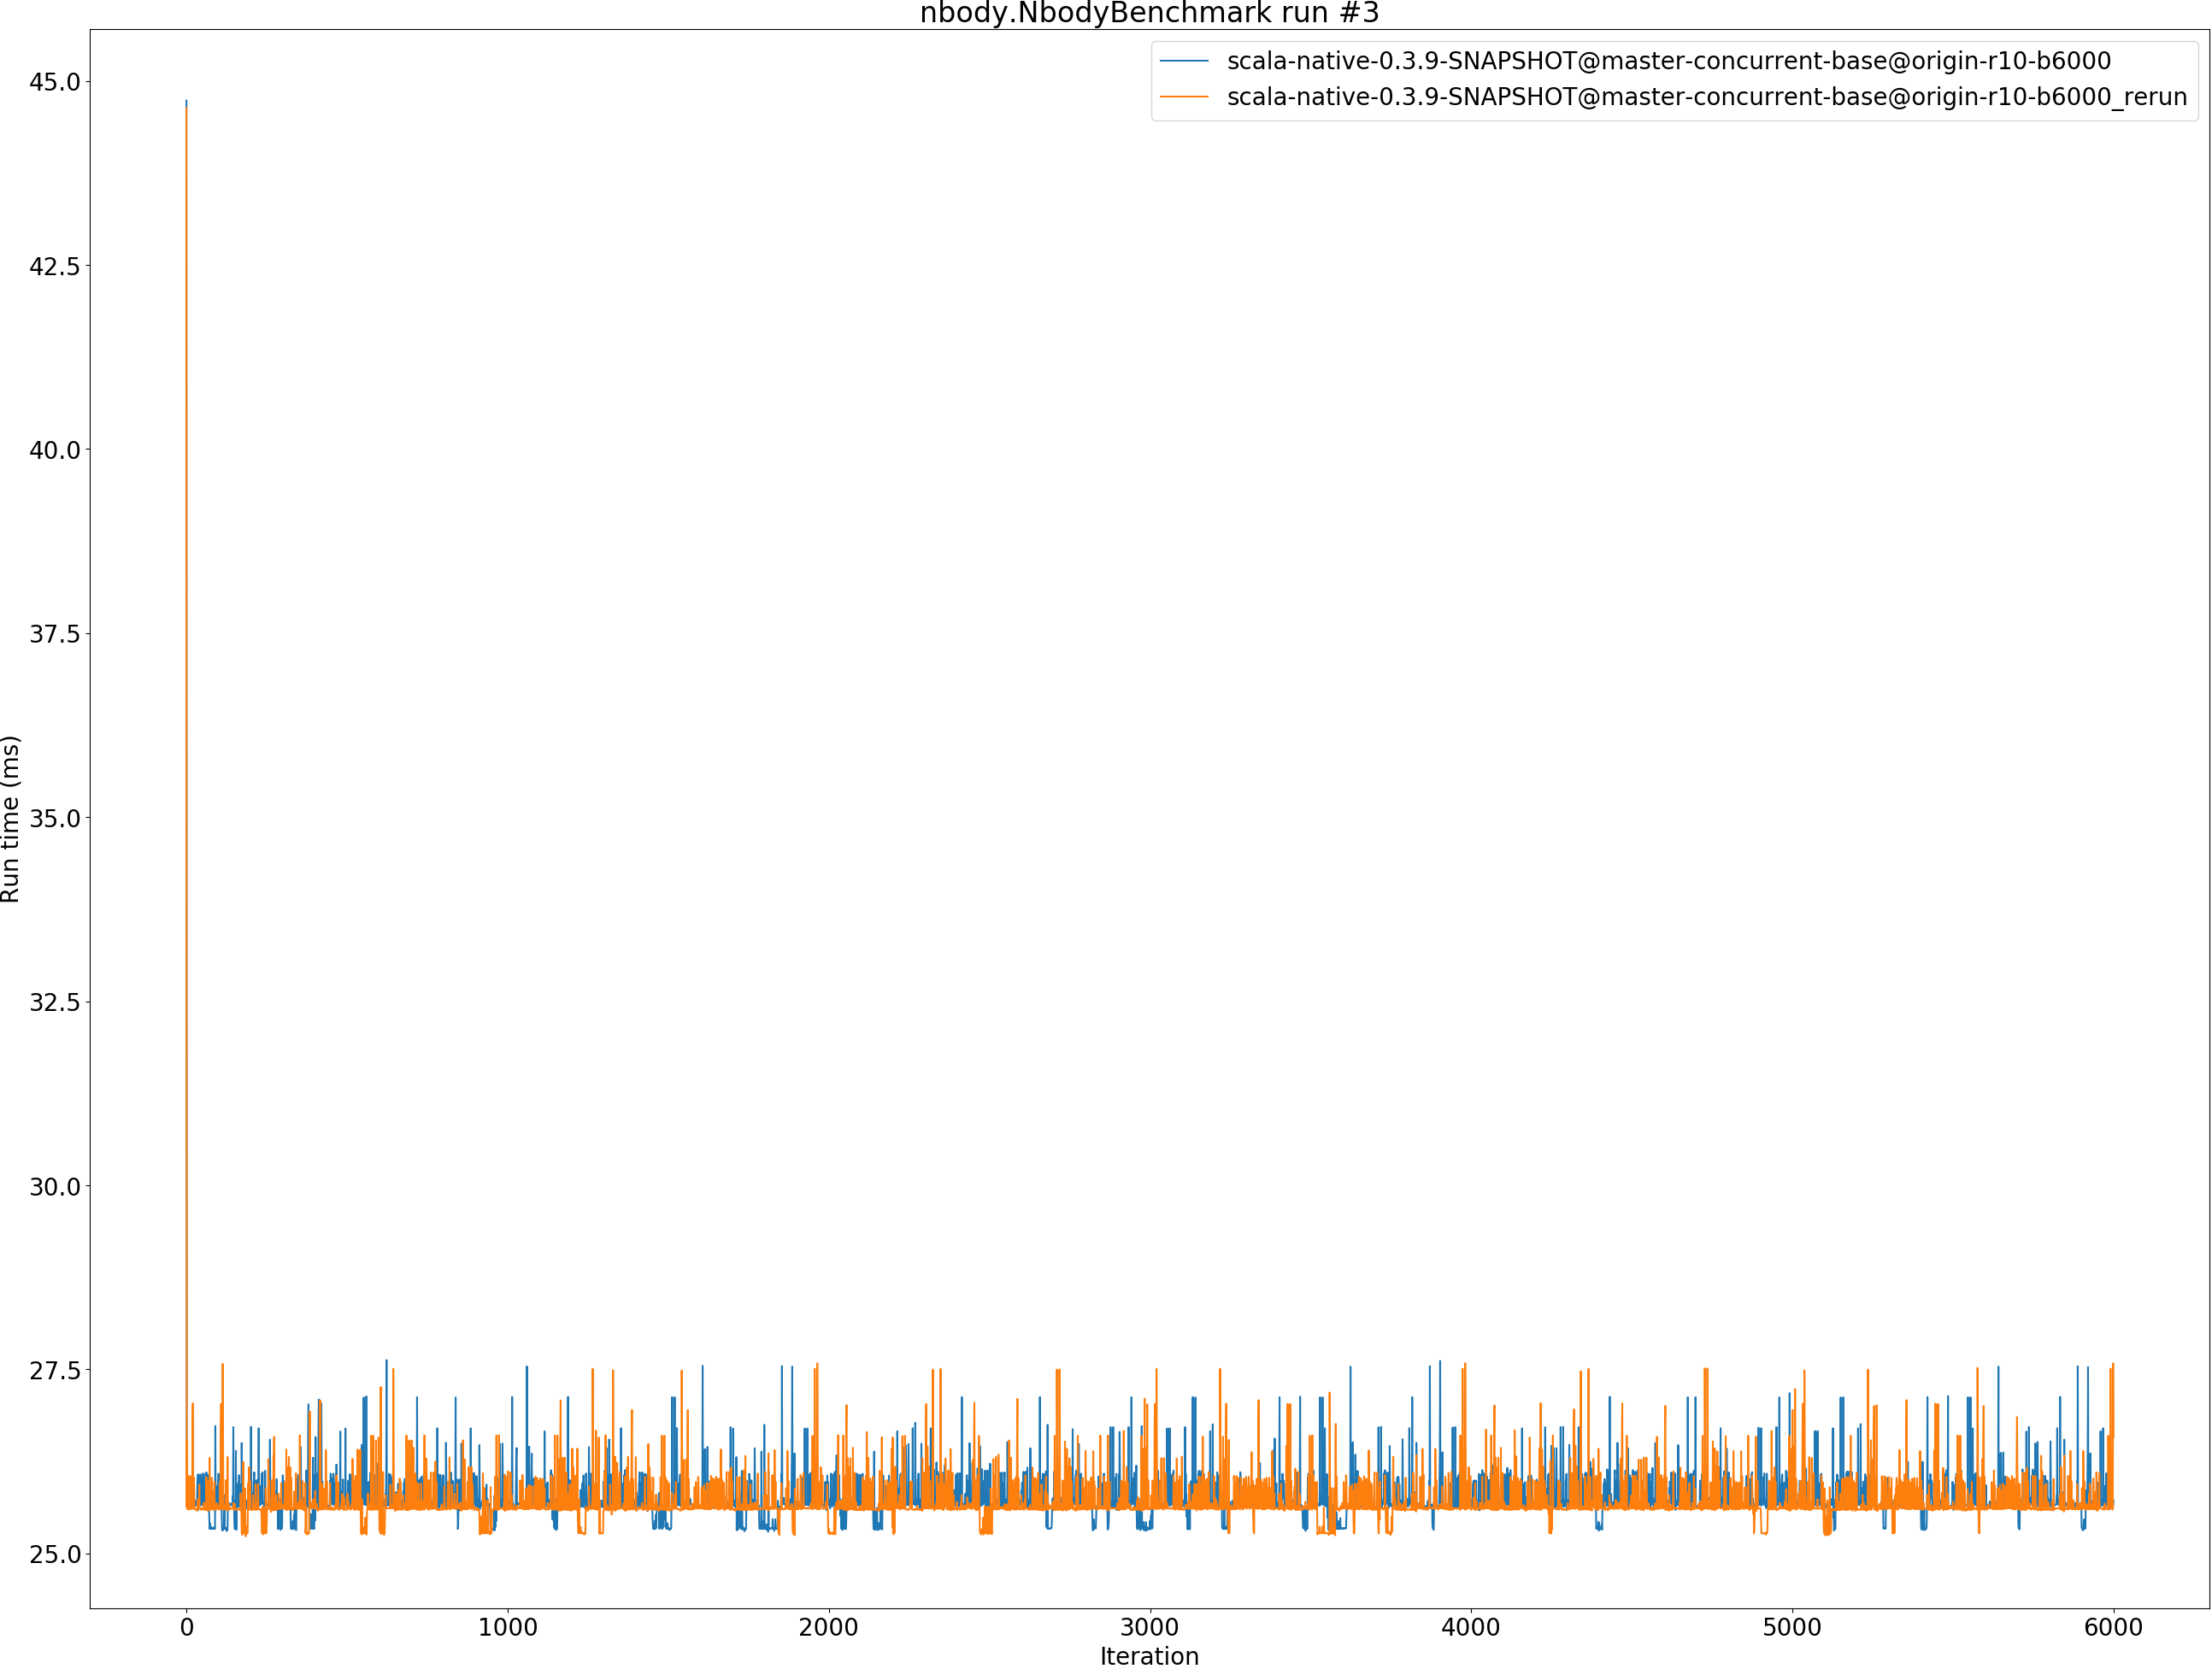 nbody.NbodyBenchmark run #3
scala-native-0.3.9-SNAPSHOT@master-concurrent-base@origin-r10-b6000
scala-native-0.3.9-SNAPSHOT@master-concurrent-base@origin-r10-b6000_rerun
45.0
42.5
40.0
37.5
35.0
32.5
30.0
27.5
25.0
Run time (ms)
0 1000 2000 3000 4000 5000 6000
Iteration